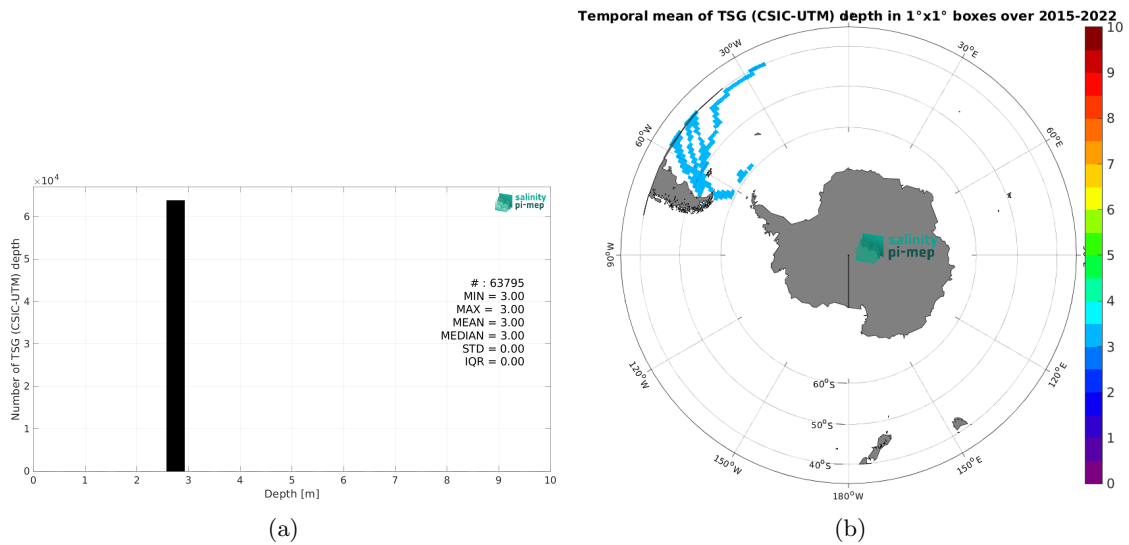 Temporal mean of TSG (CSIC-UTM) depth in 1°x1° boxes over 2015-2022
×10⁴
Number of TSG (CSIC-UTM) depth
6
5
4
3
2
1
0
salinity
pi-mep
# : 63795
MIN = 3.00
MAX = 3.00
MEAN = 3.00
MEDIAN = 3.00
STD = 0.00
IQR = 0.00
0 1 2 3 4 5 6 7 8 9 10
Depth [m]
(a)
30°W
30°E
60°W
60°E
90°W
salinity
pi-mep
120°W
120°E
150°W
150°E
180°W
60°S
50°S
40°S
10
9
8
7
6
5
4
3
2
1
0
(b)